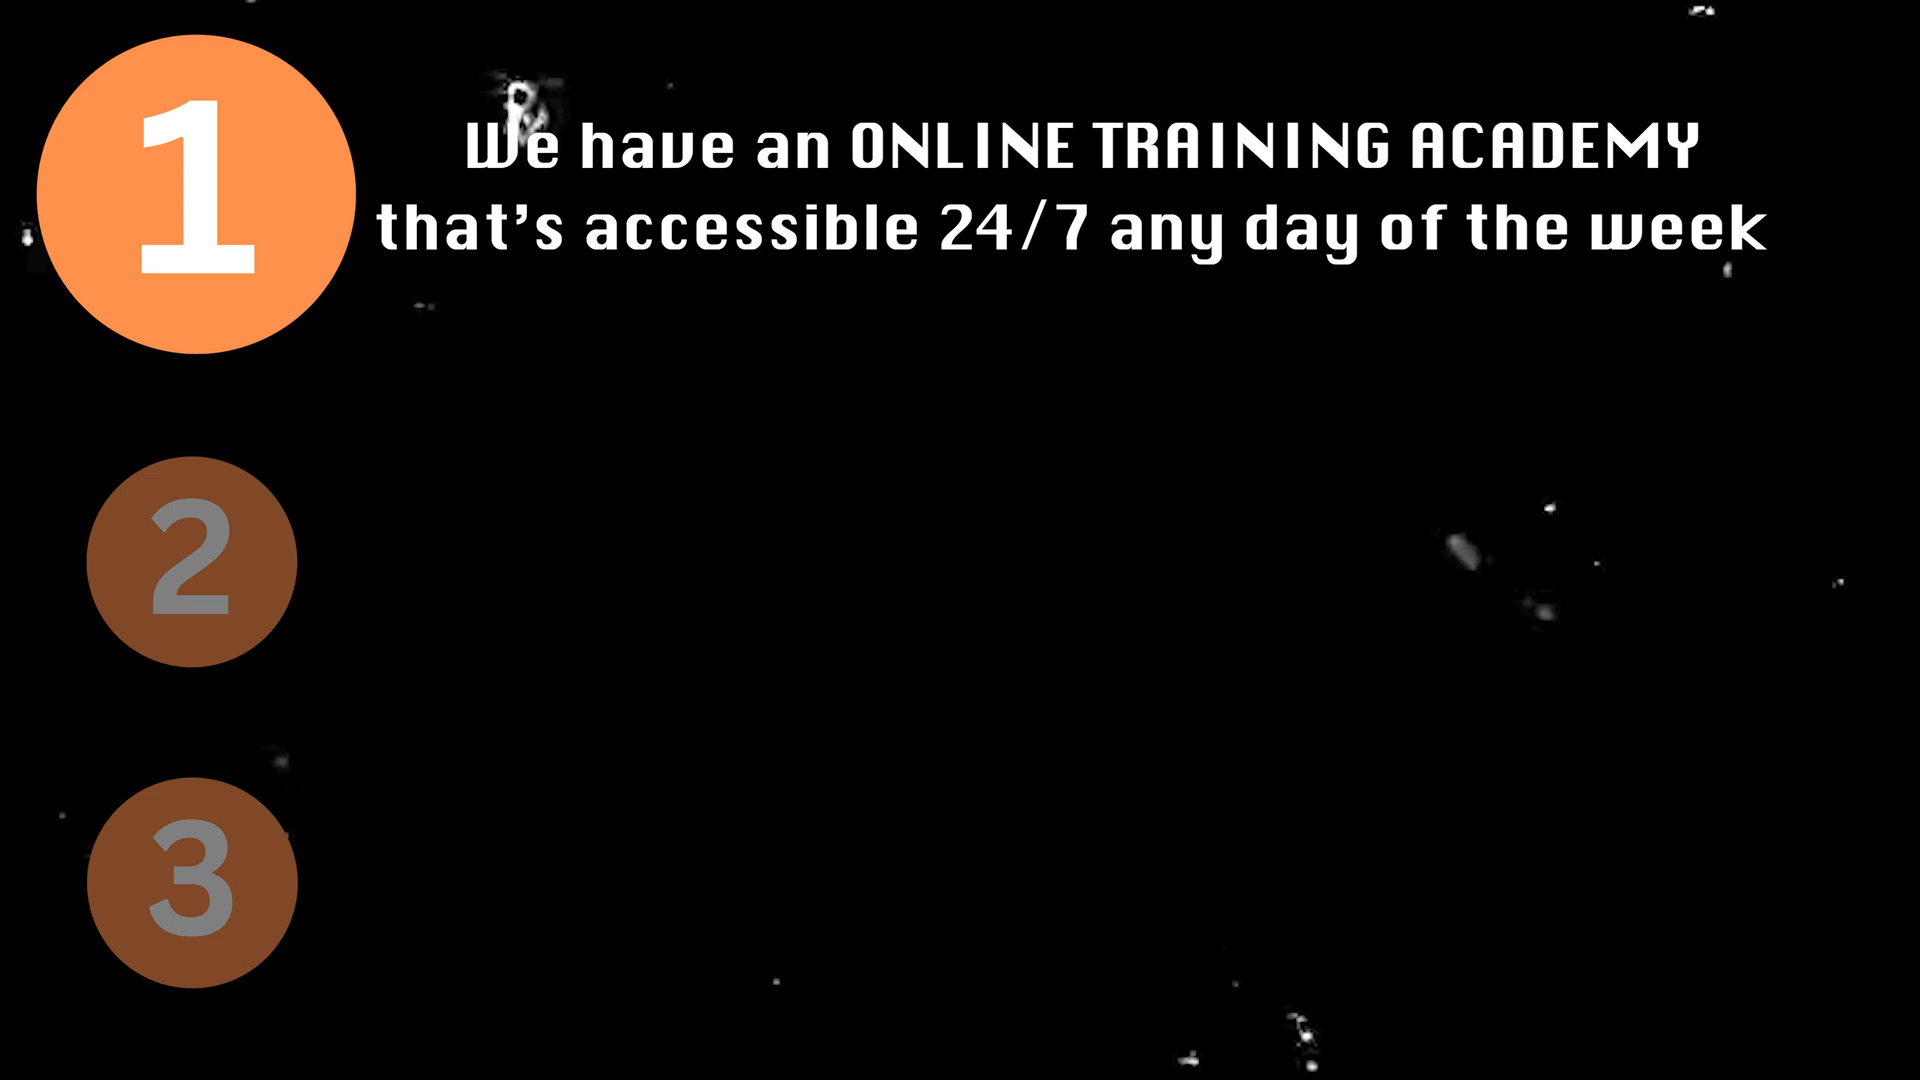 1
We have an ONLINE TRAINING ACADEMY
that’s accessible 24/7 any day of the week
2
3